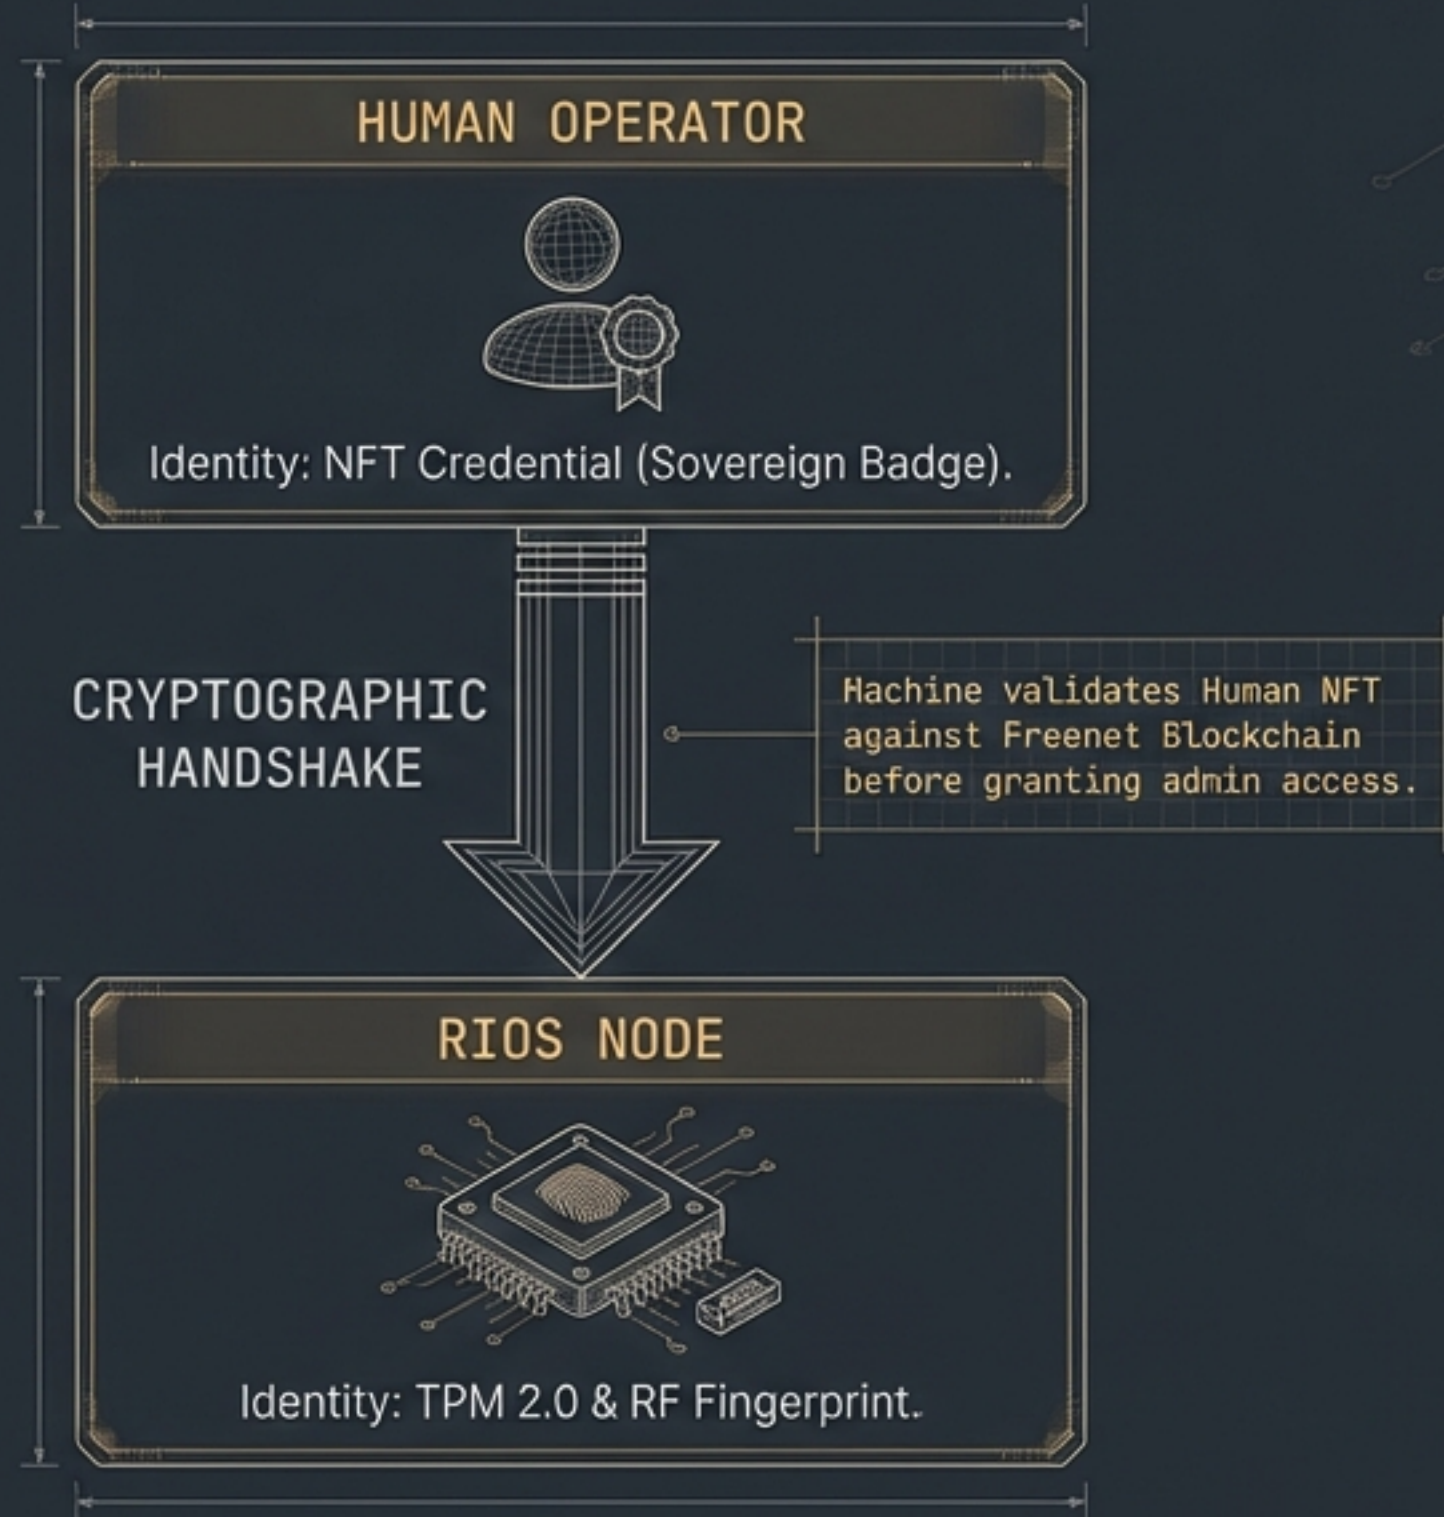 HUMAN OPERATOR
Identity: NFT Credential (Sovereign Badge).
CRYPTOGRAPHIC
HANDSHAKE
Machine validates Human NFT
against Freenet Blockchain
before granting admin access.
RIOS NODE
Identity: TPM 2.0 & RF Fingerprint.